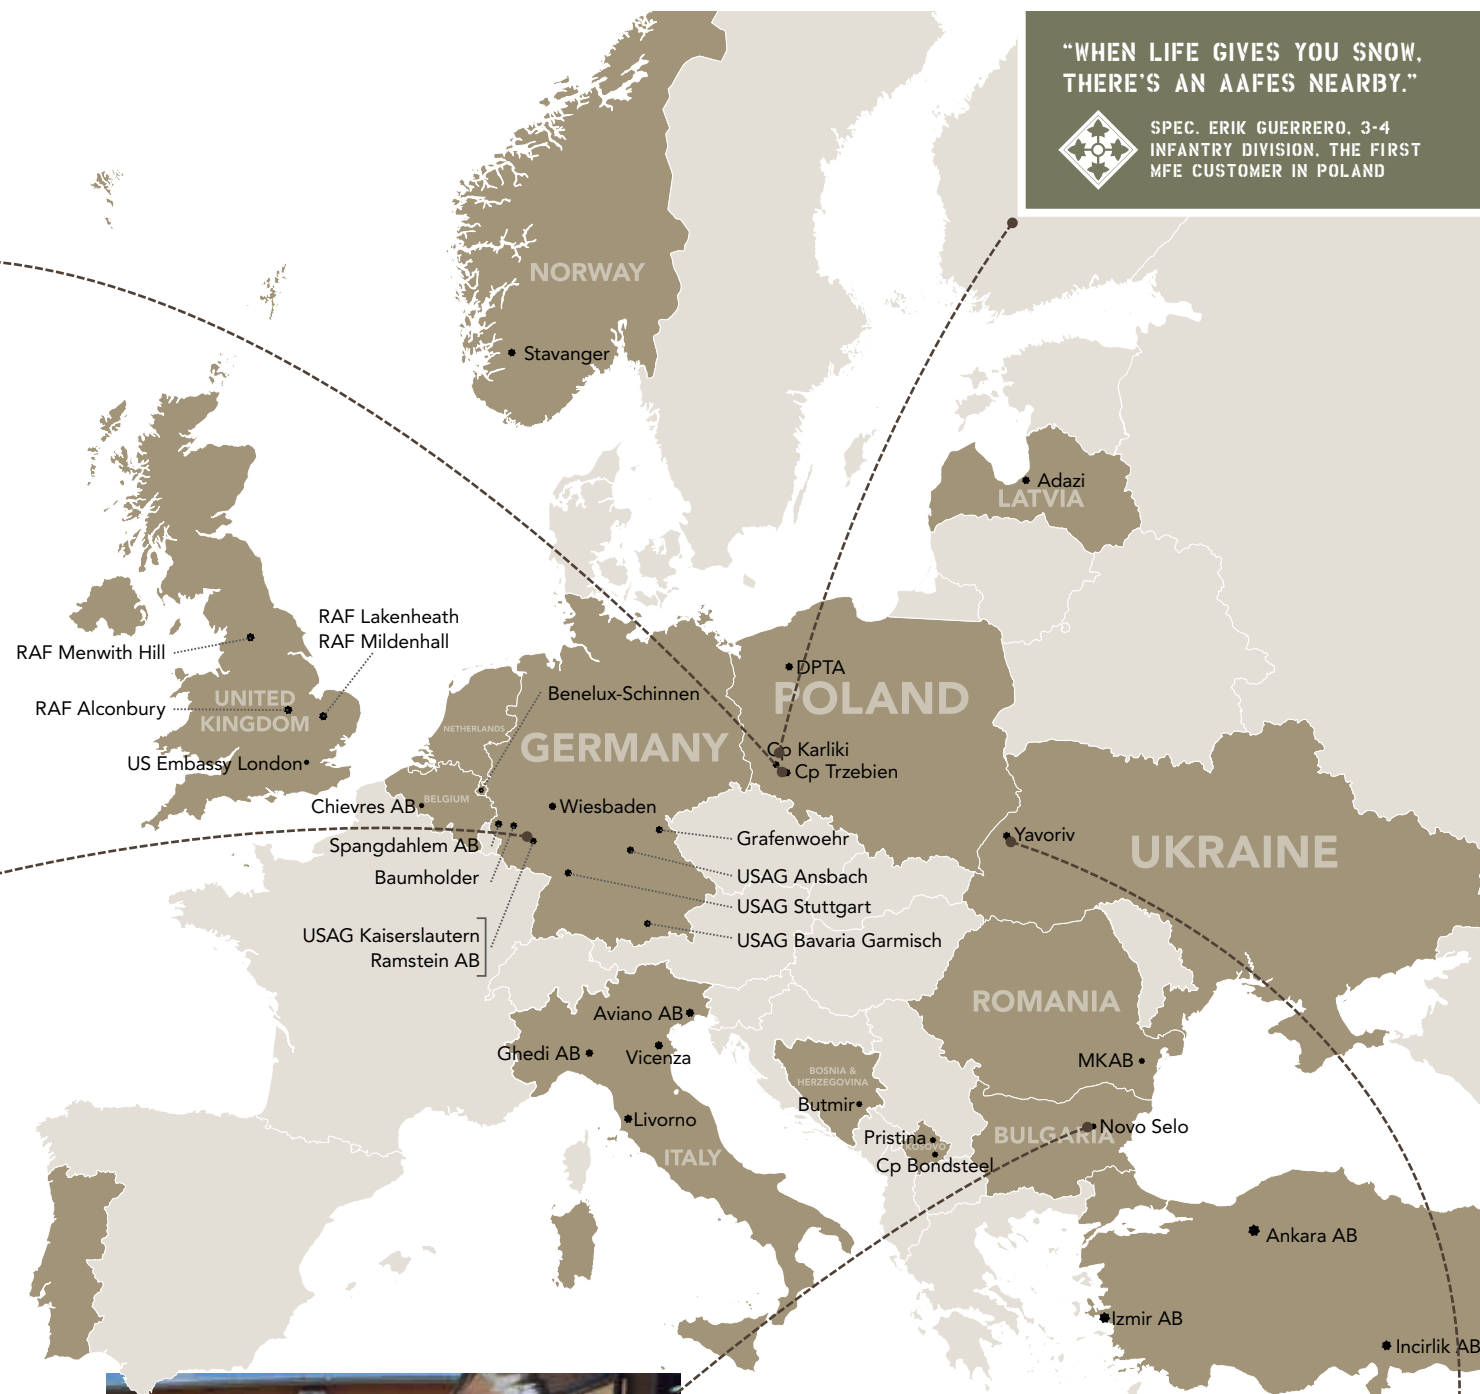 “WHEN LIFE GIVES YOU SNOW,
THERE’S AN AAFES NEARBY.”
SPEC. ERIK GUERRERO, 3-4
INFANTRY DIVISION, THE FIRST
MFE CUSTOMER IN POLAND
NORWAY
Stavanger
Adazi
LATVIA
RAF Lakenheath
RAF Mildenhall
RAF Menwith Hill
UNITED
KINGDOM
RAF Alconbury
US Embassy London
Benelux-Schinnen
NETHERLANDS
GERMANY
DPTA
POLAND
Cp Karliki
Cp Trzebien
Chievres AB
BELGIUM
Wiesbaden
Spangdahlem AB
Baumholder
USAG Kaiserslautern
Ramstein AB
Grafenwoehr
USAG Ansbach
USAG Stuttgart
USAG Bavaria Garmisch
Yavoriv
UKRAINE
ROMANIA
MKAB
Aviano AB
Ghedi AB
Vicenza
Livorno
ITALY
BOSNIA &
HERZEGOVINA
Butmir
Pristina
KOSOVO
Cp Bondsteel
BULGARIA
Novo Selo
Ankara AB
Izmir AB
Incirlik AB